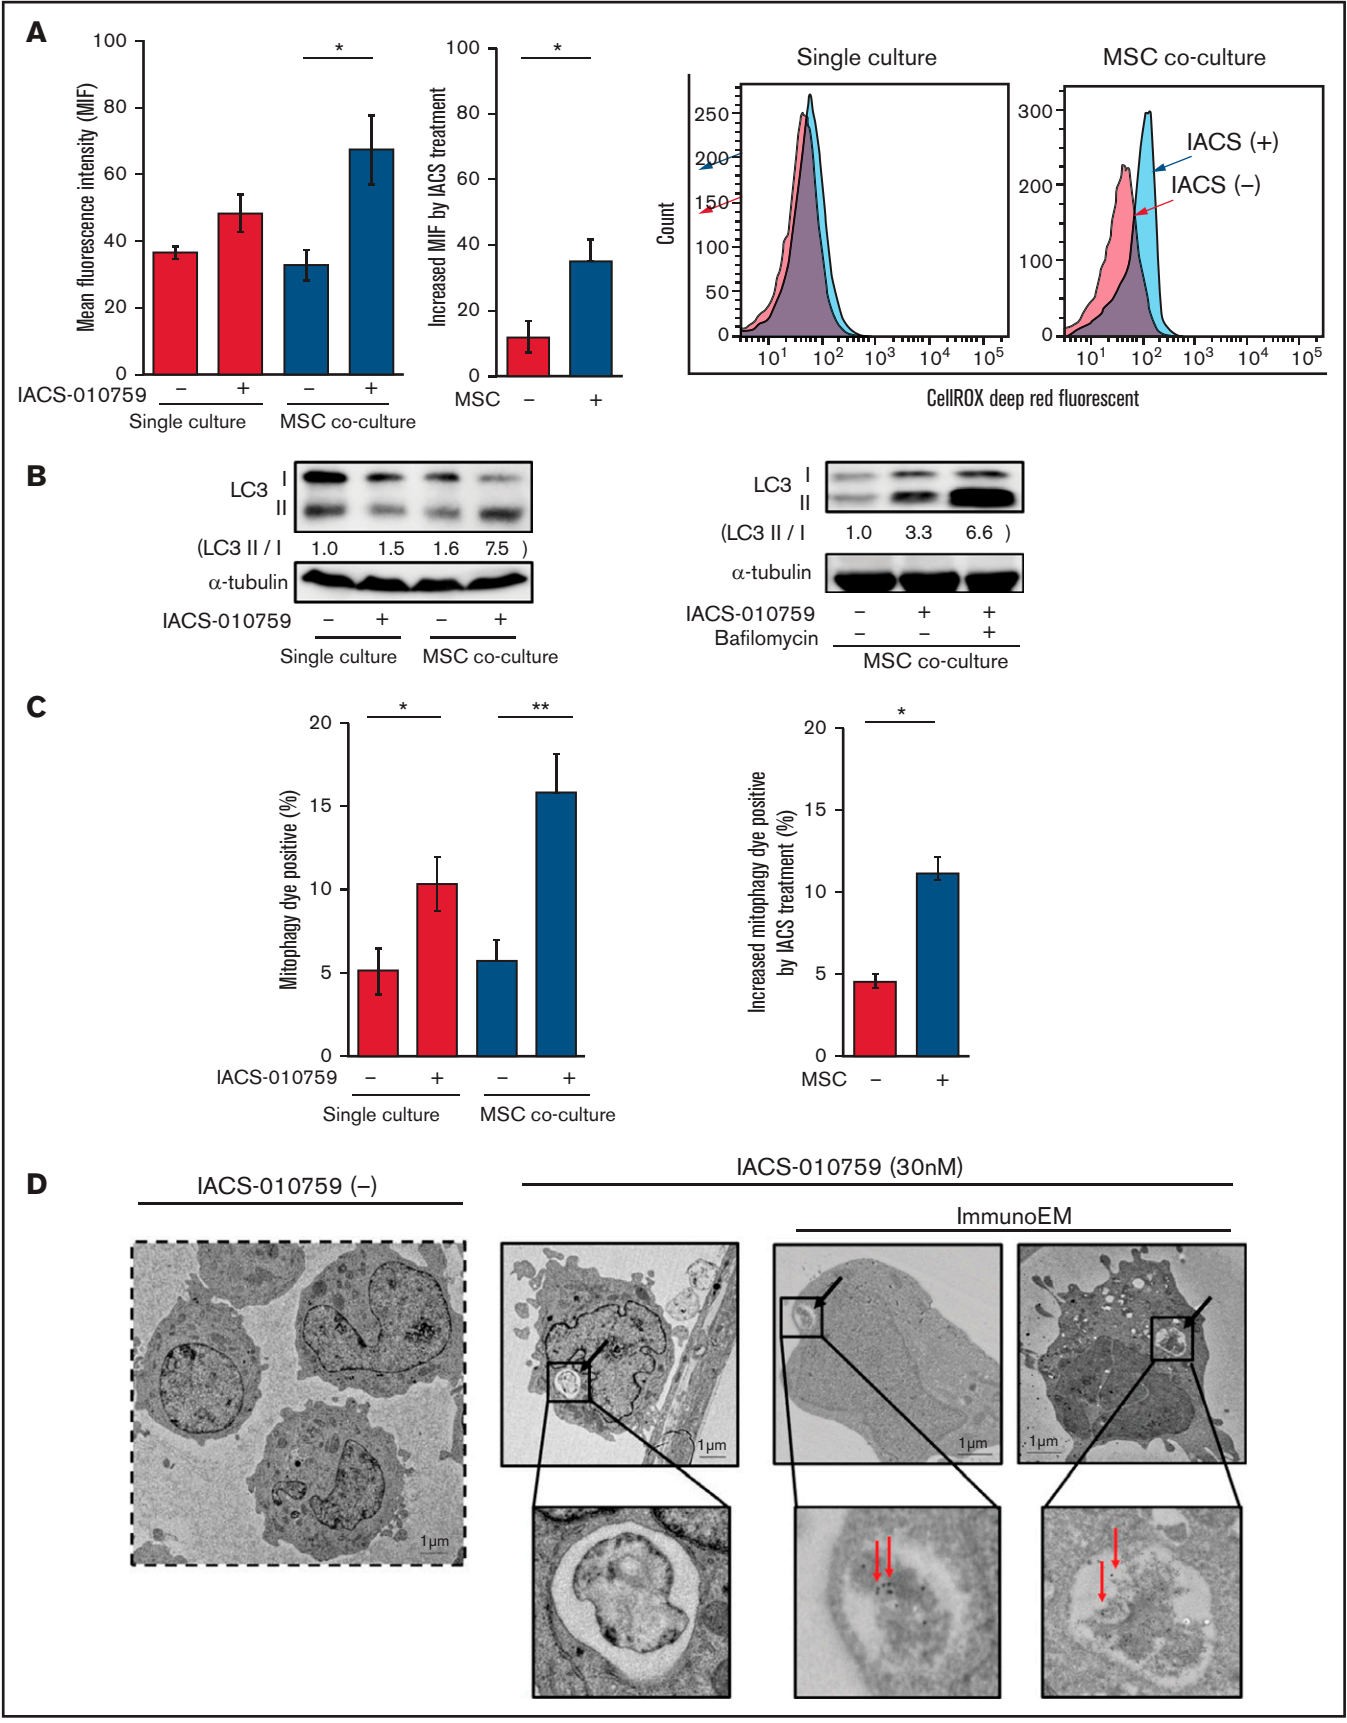 A
Mean fluorescence intensity (MIF)
100
80
60
40
20
0
*
IACS-010759
– + – +
Single culture MSC co-culture
Increased MIF by IACS treatment
100
80
60
40
20
0
*
MSC – +
Single culture
MSC co-culture
Count
250
200
150
100
50
0
10¹ 10² 10³ 10⁴ 10⁵
300
200
100
0
IACS (+)
IACS (–)
10¹ 10² 10³ 10⁴ 10⁵
CellROX deep red fluorescent
B
LC3
I
II
(LC3 II / I 1.0 1.5 1.6 7.5 )
α-tubulin
IACS-010759 – + – +
Single culture MSC co-culture
LC3
I
II
(LC3 II / I 1.0 3.3 6.6 )
α-tubulin
IACS-010759 – + +
Bafilomycin – – +
MSC co-culture
C
Mitophagy dye positive (%)
20
15
10
5
0
* **
IACS-010759 – + – +
Single culture MSC co-culture
Increased mitophagy dye positive
by IACS treatment (%)
20
15
10
5
0
*
MSC – +
D
IACS-010759 (–)
IACS-010759 (30nM)
ImmunoEM
1µm
1µm
1µm
1µm